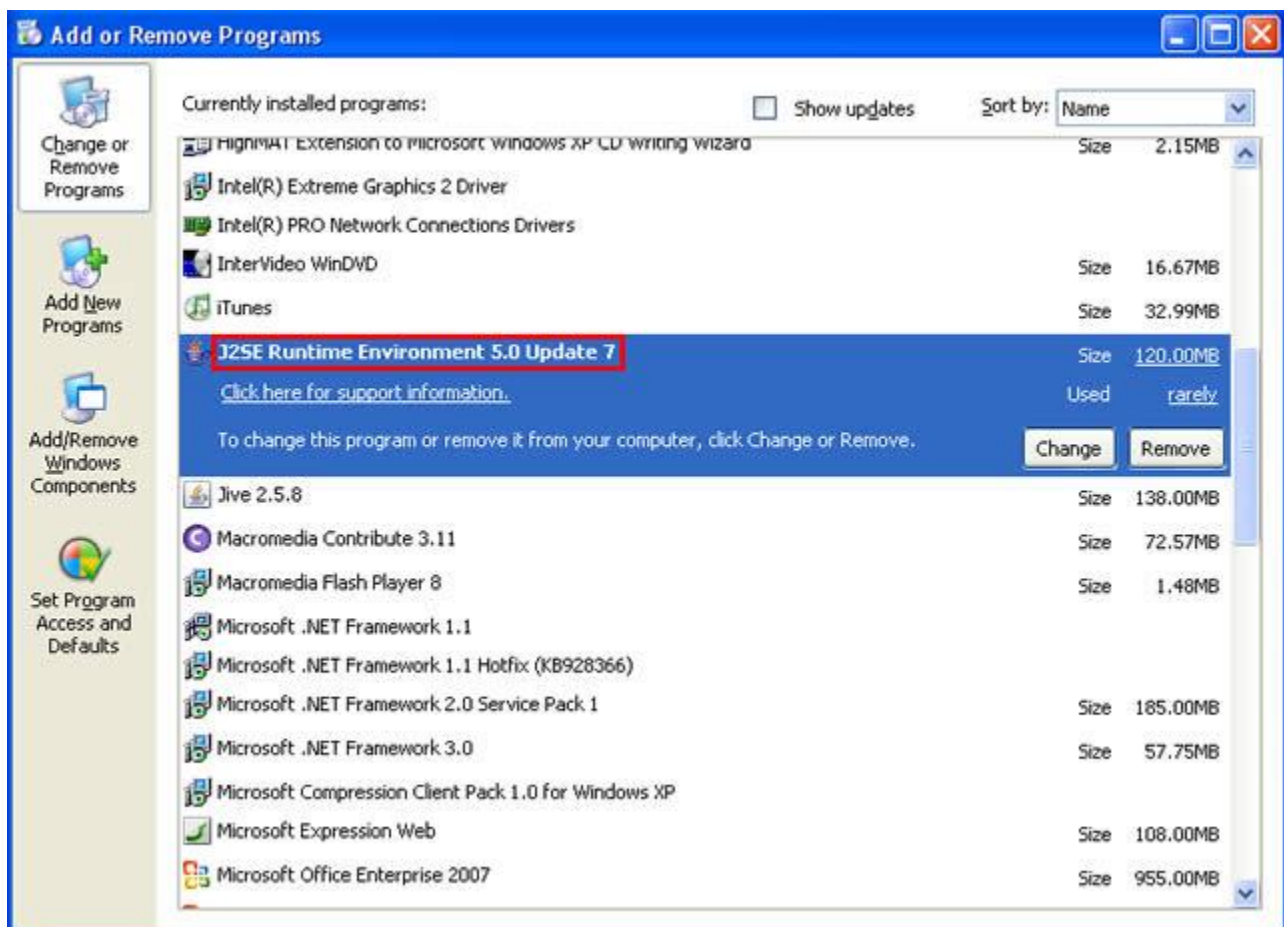 Add or Remove Programs
Change or
Remove
Programs
Add New
Programs
Add/Remove
Windows
Components
Set Program
Access and
Defaults
Currently installed programs: Show updates Sort by: Name
HighMAT Extension to Microsoft Windows XP CD Writing Wizard Size 2.15MB
Intel(R) Extreme Graphics 2 Driver
Intel(R) PRO Network Connections Drivers
InterVideo WinDVD Size 16.67MB
iTunes Size 32.99MB
J2SE Runtime Environment 5.0 Update 7 Size 120.00MB
Click here for support information. Used rarely
To change this program or remove it from your computer, click Change or Remove. Change Remove
Jive 2.5.8 Size 138.00MB
Macromedia Contribute 3.11 Size 72.57MB
Macromedia Flash Player 8 Size 1.48MB
Microsoft .NET Framework 1.1
Microsoft .NET Framework 1.1 Hotfix (KB928366)
Microsoft .NET Framework 2.0 Service Pack 1 Size 185.00MB
Microsoft .NET Framework 3.0 Size 57.75MB
Microsoft Compression Client Pack 1.0 for Windows XP
Microsoft Expression Web Size 108.00MB
Microsoft Office Enterprise 2007 Size 955.00MB